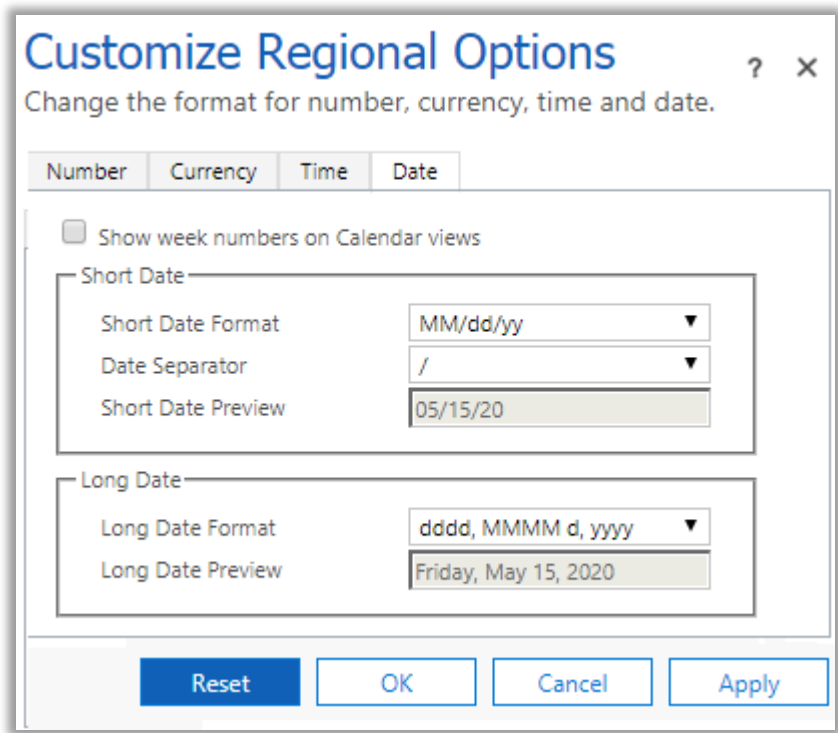 Customize Regional Options ? ×
Change the format for number, currency, time and date.
Number Currency Time Date
Show week numbers on Calendar views
Short Date
Short Date Format MM/dd/yy ▼
Date Separator / ▼
Short Date Preview 05/15/20
Long Date
Long Date Format dddd, MMMM d, yyyy ▼
Long Date Preview Friday, May 15, 2020
Reset OK Cancel Apply